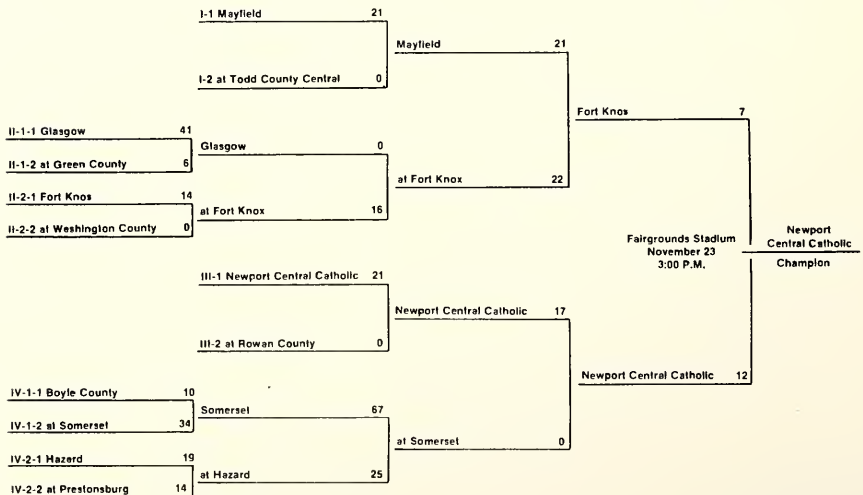 I-1 Mayfield 21
I-2 at Todd County Central 0
Mayfield 21
II-1-1 Glasgow 41
II-1-2 at Green County 6
Glasgow 0
II-2-1 Fort Knos 14
II-2-2 at Weshington County 0
at Fort Knox 16
at Fort Knox 22
Fort Knos 7
III-1 Newport Central Catholic 21
III-2 at Rowan County 0
Newport Central Catholic 17
IV-1-1 Boyle County 10
IV-1-2 at Somerset 34
Somersel 67
IV-2-1 Hazerd 19
IV-2-2 at Prestonsburg 14
at Hazard 25
at Somerset 0
Newport Central Catholic 12
Fairgrounds Stadium
November 23
3:00 P.M.
Newport
Central Catholic
Champion